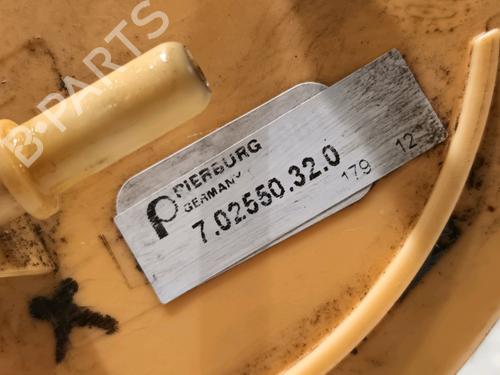 B-PARTS
PIERBURG
GERMANY
7.02550.32.0
179 12